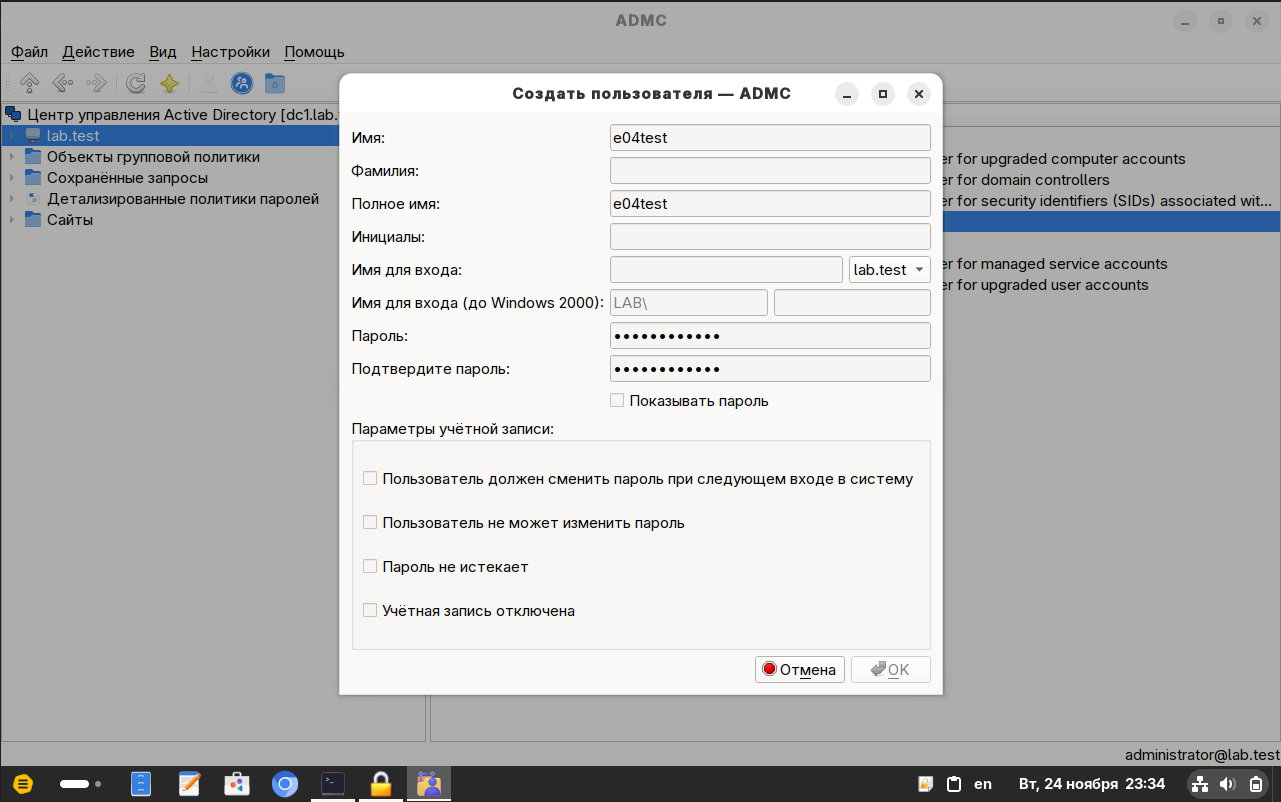 ADMC
Файл Действие Вид Настройки Помощь
Центр управления Active Directory [dc1.lab.
lab.test
Объекты групповой политики
Сохранённые запросы
Детализированные политики паролей
Сайты
er for upgraded computer accounts
er for domain controllers
er for security identifiers (SIDs) associated wit...
er for managed service accounts
er for upgraded user accounts
Создать пользователя — ADMC
Имя: e04test
Фамилия:
Полное имя: e04test
Инициалы:
Имя для входа: lab.test
Имя для входа (до Windows 2000): LAB\
Пароль: ••••••••••••
Подтвердите пароль: ••••••••••••
Показывать пароль
Параметры учётной записи:
Пользователь должен сменить пароль при следующем входе в систему
Пользователь не может изменить пароль
Пароль не истекает
Учётная запись отключена
Отмена OK
administrator@lab.test
en Вт, 24 ноября 23:34